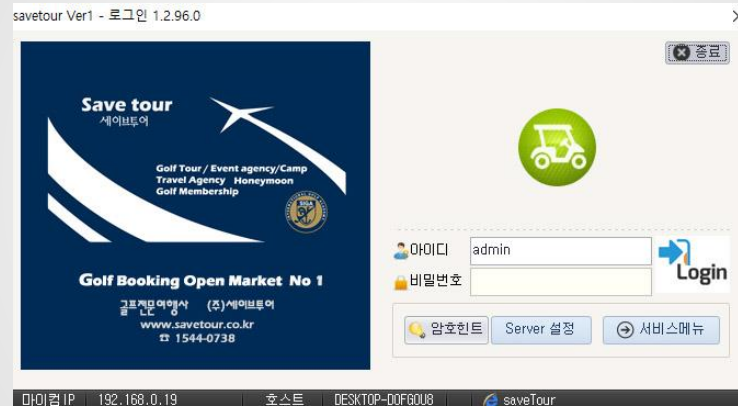 savetour Ver1 - 로그인 1.2.96.0
종료
Save tour
세이브투어
Golf Tour / Event agency/Camp
Travel Agency Honeymoon
Golf Membership
Golf Booking Open Market No 1
골프전문여행사 (주)세이브투어
www.savetour.co.kr
☎ 1544-0738
아이디 admin
비밀번호
Login
암호힌트 Server 설정 서비스메뉴
마이컴IP 192.168.0.19 호스트 DESKTOP-DOFGOU8 saveTour